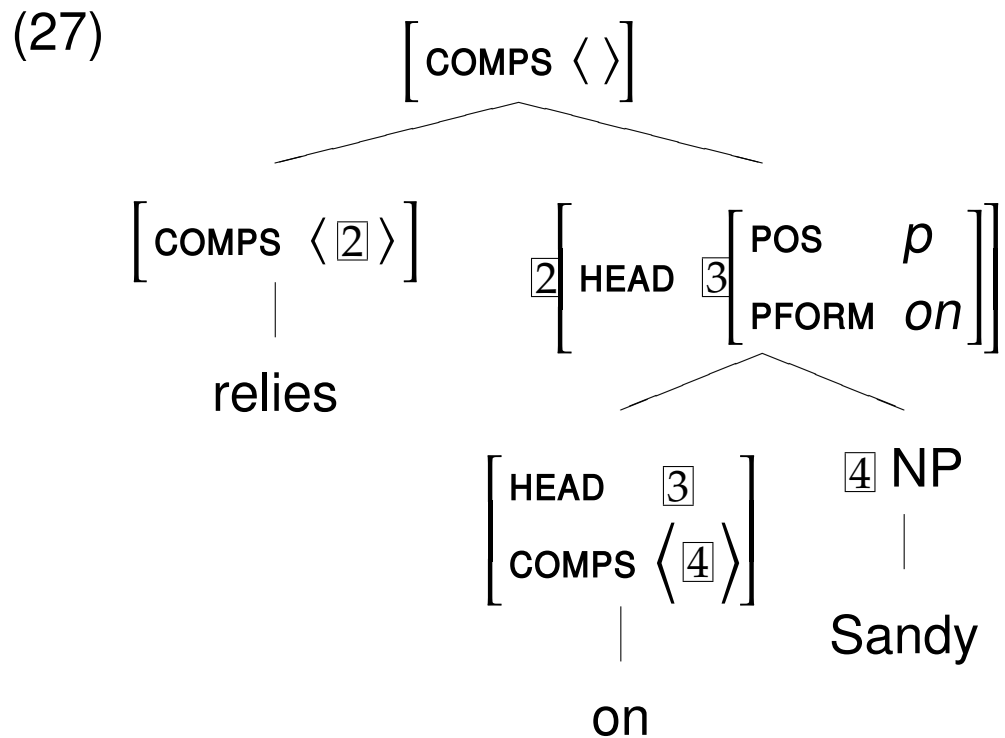 (27)
[COMPS ⟨ ⟩]
[COMPS ⟨ 2 ⟩]
2[HEAD 3[POS p
PFORM on]]
relies
[HEAD 3
COMPS ⟨4⟩]
4 NP
Sandy
on